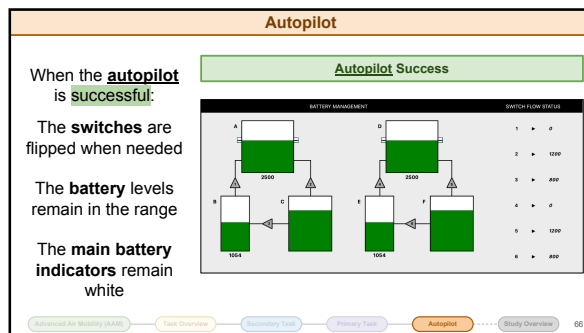 Autopilot
When the autopilot
is successful:
The switches are
flipped when needed
The battery levels
remain in the range
The main battery
indicators remain
white
Autopilot Success
BATTERY MANAGEMENT
SWITCH FLOW STATUS
A
2500
B
1054
C
D
2500
E
1054
F
1 ► 0
2 ► 1200
3 ► 800
4 ► 0
5 ► 1200
6 ► 800
Advanced Air Mobility (AAM)
Task Overview
Secondary Task
Primary Task
Autopilot
Study Overview
66